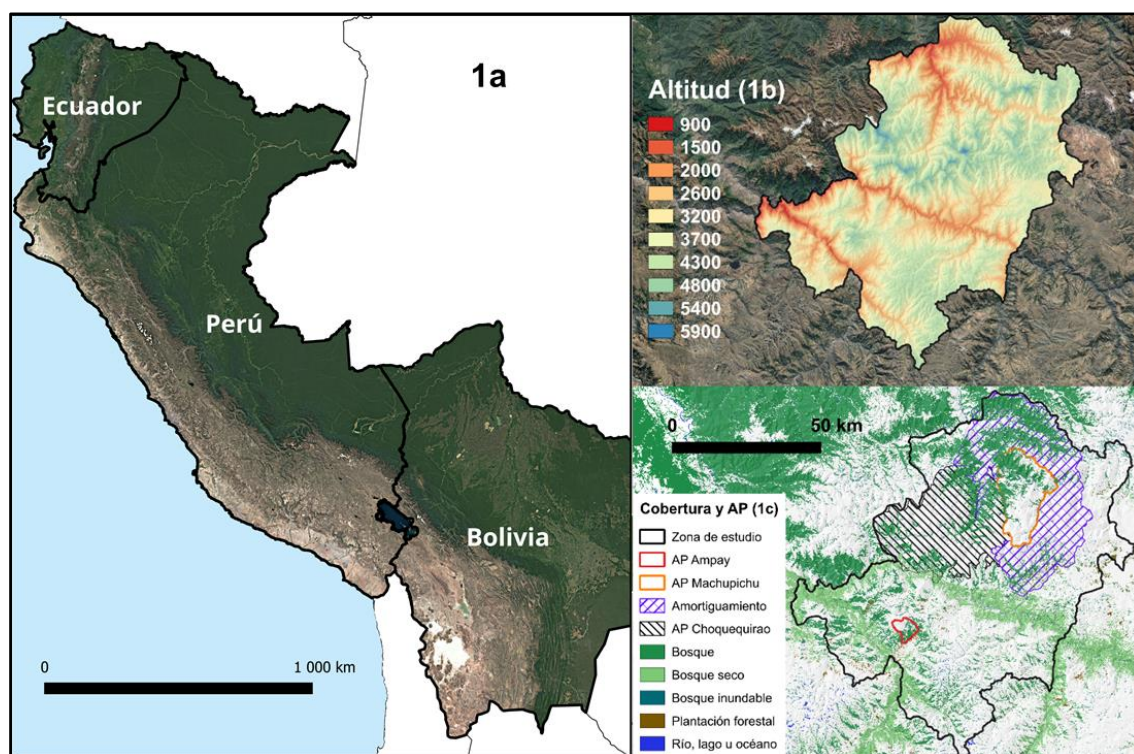 1a
Ecuador
Perú
Bolivia
0 1 000 km
Altitud (1b)
900
1500
2000
2600
3200
3700
4300
4800
5400
5900
0 50 km
Cobertura y AP (1c)
Zona de estudio
AP Ampay
AP Machupichu
Amortiguamiento
AP Choquequirao
Bosque
Bosque seco
Bosque inundable
Plantación forestal
Río, lago u océano